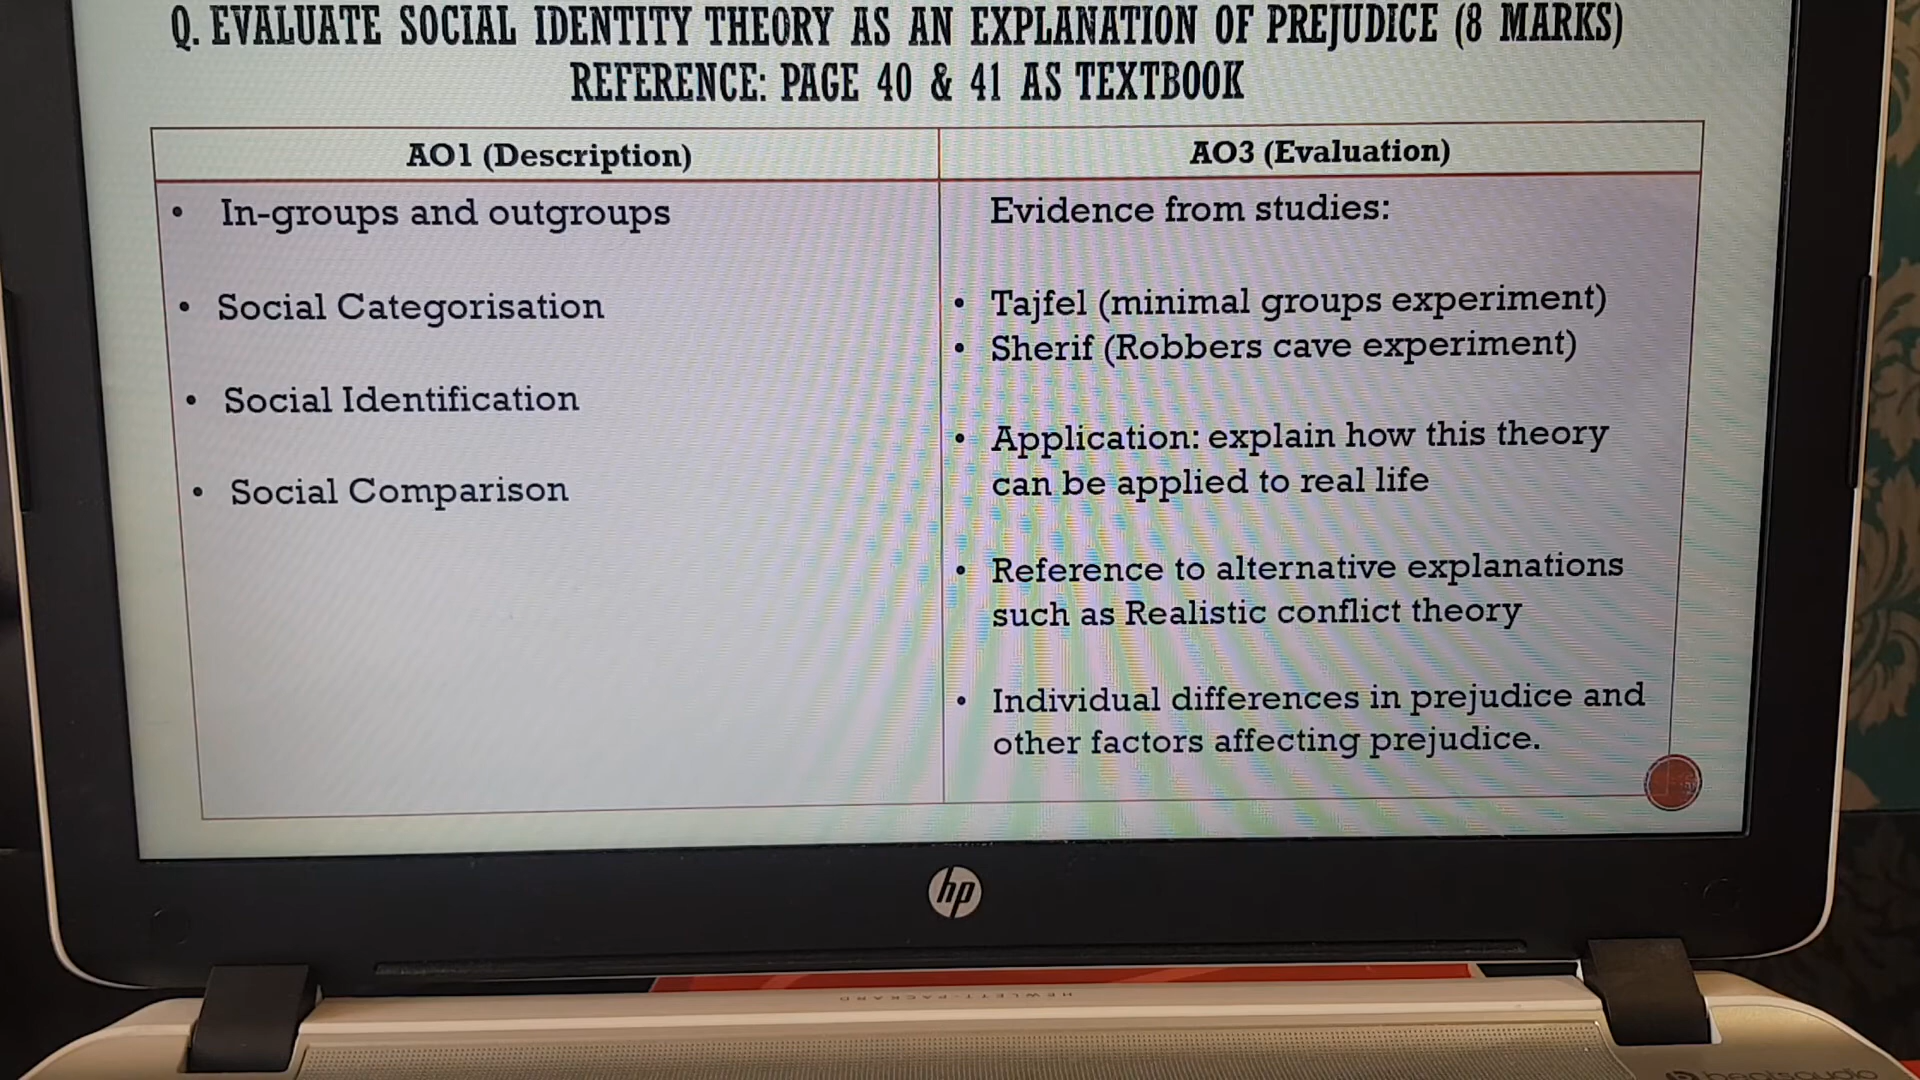 Q. EVALUATE SOCIAL IDENTITY THEORY AS AN EXPLANATION OF PREJUDICE (8 MARKS)
REFERENCE: PAGE 40 & 41 AS TEXTBOOK
AO1 (Description)
• In-groups and outgroups
• Social Categorisation
• Social Identification
• Social Comparison
AO3 (Evaluation)
Evidence from studies:
• Tajfel (minimal groups experiment)
• Sherif (Robbers cave experiment)
• Application: explain how this theory
can be applied to real life
• Reference to alternative explanations
such as Realistic conflict theory
• Individual differences in prejudice and
other factors affecting prejudice.
hp
HEWLETT-PACKARD
beatsaudio